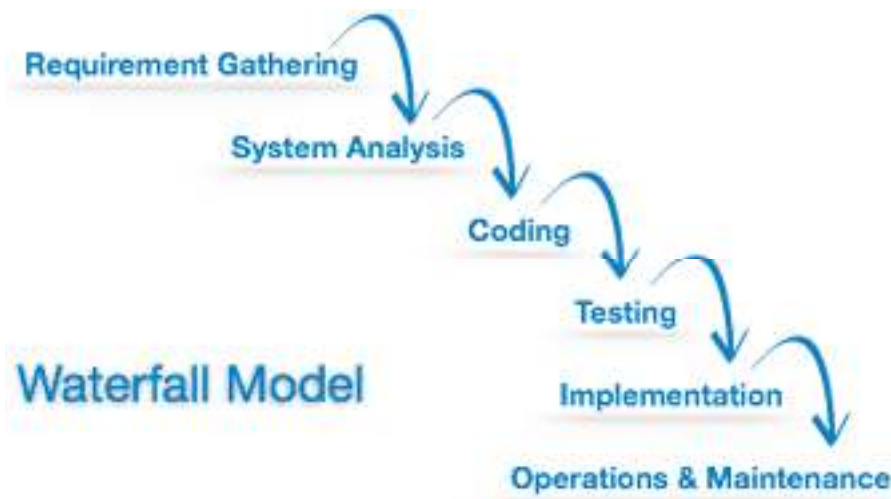 Requirement Gathering
System Analysis
Coding
Testing
Waterfall Model
Implementation
Operations & Maintenance